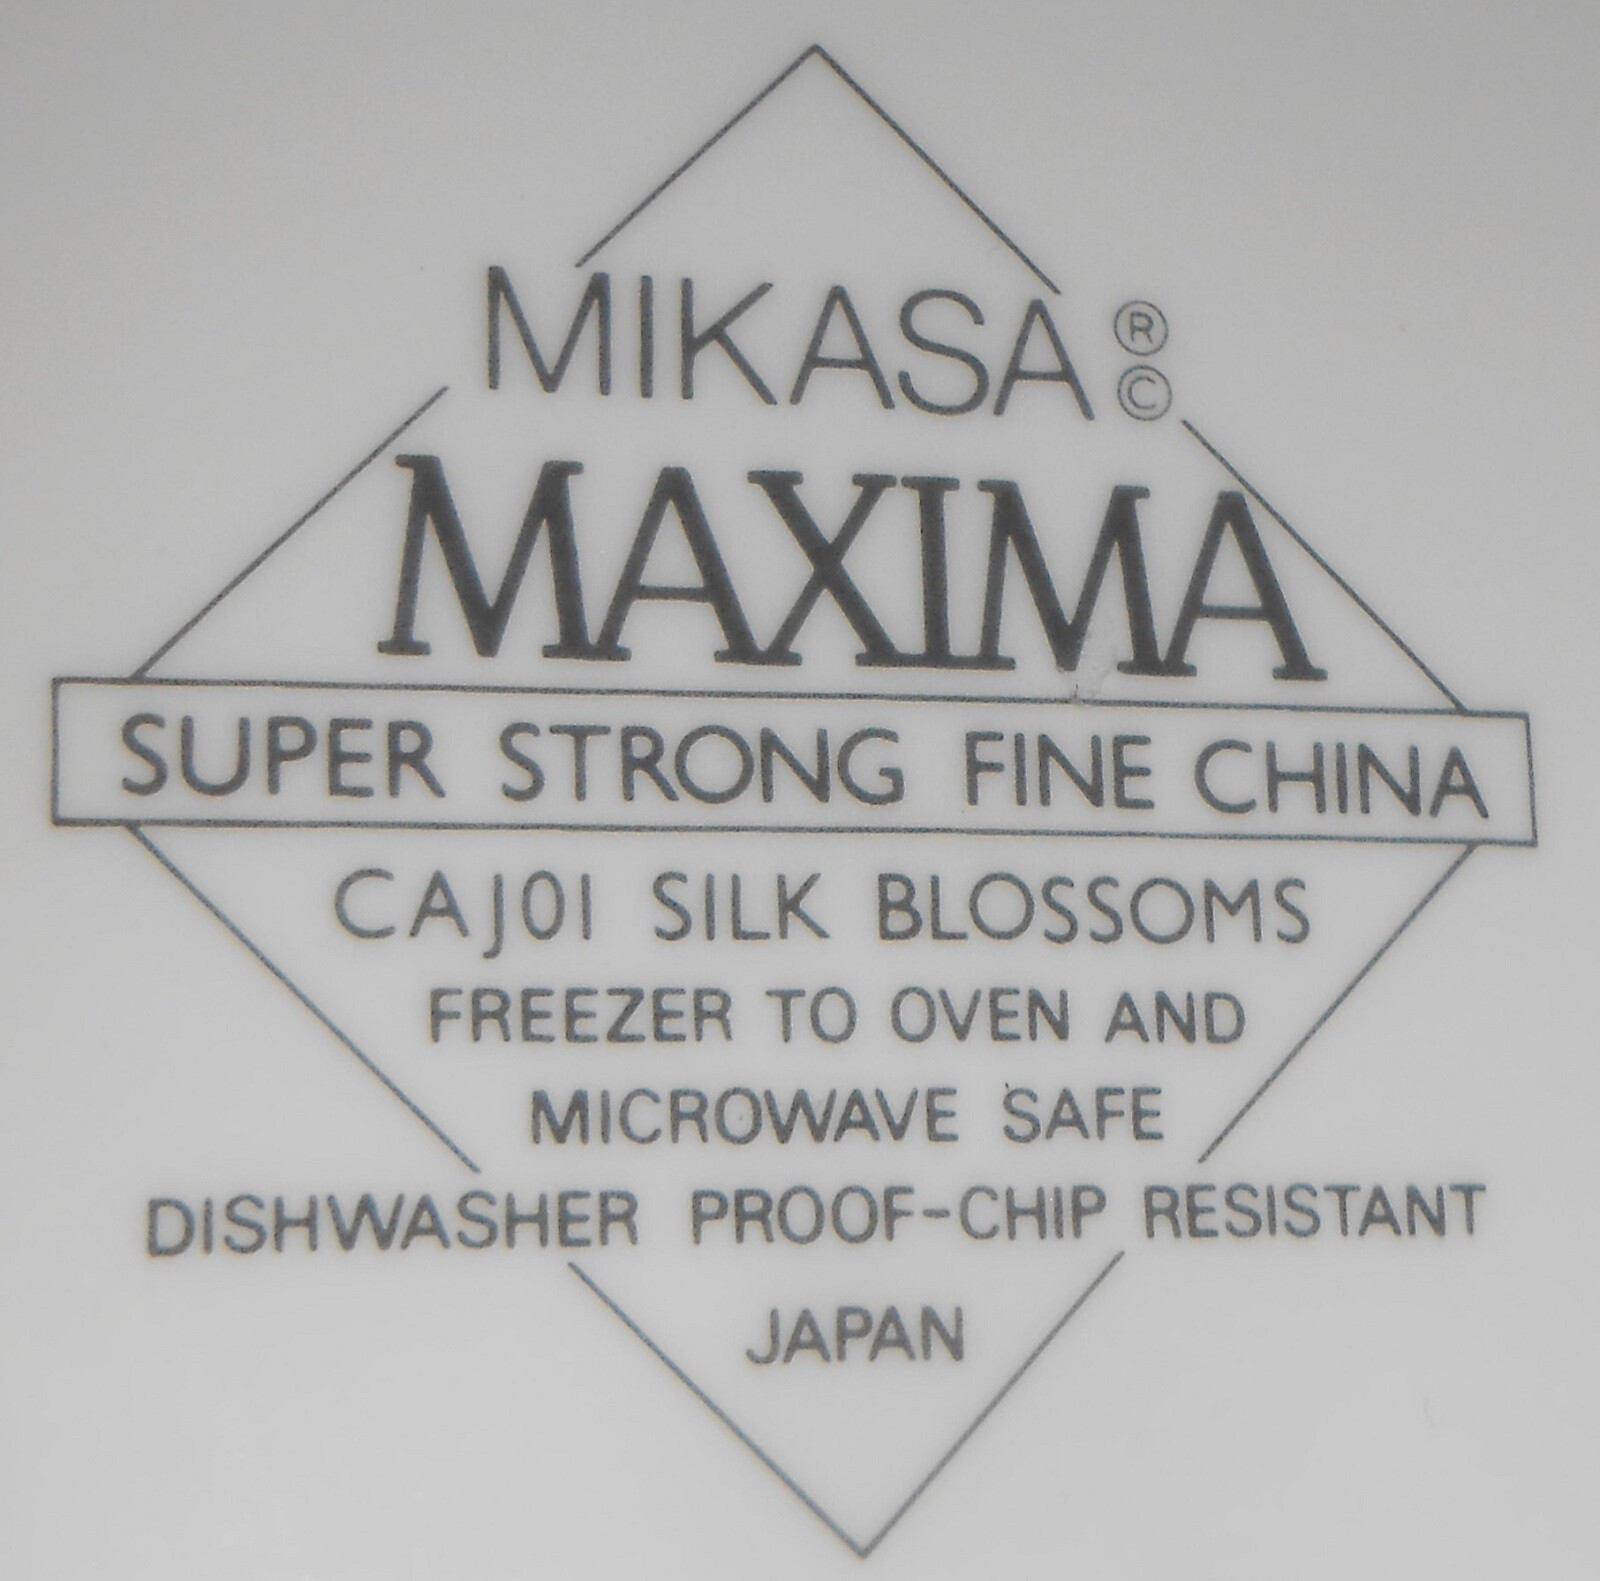 MIKASA ® ©
MAXIMA
SUPER STRONG FINE CHINA
CAJ01 SILK BLOSSOMS
FREEZER TO OVEN AND
MICROWAVE SAFE
DISHWASHER PROOF-CHIP RESISTANT
JAPAN